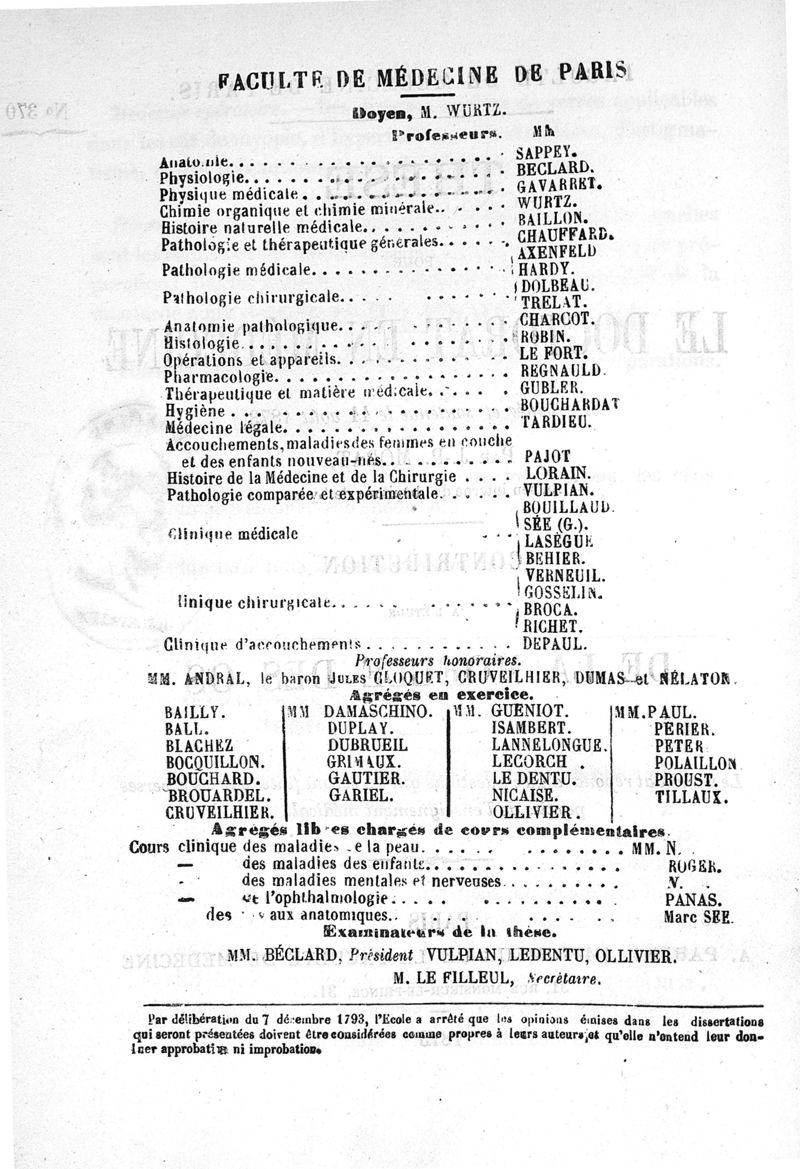 FACULTE DE MÉDECINE DE PARIS
Doyen, M. WURTZ.
Professeurs. MM
Anatomie. SAPPEY.
Physiologie. BECLARD.
Physique médicale. GAVARRET.
Chimie organique et chimie minérale. WURTZ.
Histoire naturelle médicale. BAILLON.
Pathologie et thérapeutique générales. CHAUFFARD.
AXENFELD
Pathologie médicale. HARDY.
DOLBEAU.
Pathologie chirurgicale. TRELAT.
Anatomie pathologique. CHARCOT.
Histologie. ROBIN.
Opérations et appareils. LE FORT.
Pharmacologie. REGNAULD.
Thérapeutique et matière médicale. GUBLER.
Hygiène. BOUCHARDAT
Médecine légale. TARDIEU.
Accouchements, maladies des femmes en couche
et des enfants nouveau-nés. PAJOT
Histoire de la Médecine et de la Chirurgie. LORAIN.
Pathologie comparée et expérimentale. VULPIAN.
BOUILLAUD.
SÉE (G.).
Clinique médicale
LASÈGUE
BEHIER.
VERNEUIL.
GOSSELIN.
linique chirurgicale. BROCA.
RICHET.
Clinique d'accouchements. DEPAUL.
Professeurs honoraires.
MM. ANDRAL, le baron JULES CLOQUET, CRUVEILHIER, DUMAS et NÉLATON.
Agrégés en exercice.
BAILLY. MM DAMASCHINO. MM. GUENIOT. MM. PAUL.
BALL. DUPLAY. ISAMBERT. PERIER.
BLACHEZ DUBRUEIL LANNELONGUE. PETER
BOCQUILLON. GRIMAUX. LECORCH . POLAILLON
BOUCHARD. GAUTIER. LE DENTU. PROUST.
BROUARDEL. GARIEL. NICAISE. TILLAUX.
CRUVEILHIER. OLLIVIER.
Agrégés lib es chargés de cours complémentaires.
Cours clinique des maladies e la peau. MM. N.
— des maladies des enfants. ROGER.
des maladies mentales et nerveuses. N.
— de l'ophthalmologie. PANAS.
des aux anatomiques. Marc SEE.
Examinateurs de la thèse.
MM. BÉCLARD, Président VULPIAN, LEDENTU, OLLIVIER.
M. LE FILLEUL, Secrétaire.
Par délibération du 7 décembre 1793, l'Ecole a arrêté que les opinions émises dans les dissertations
qui seront présentées doivent être considérées comme propres à leurs auteurs, et qu'elle n'entend leur don-
ner approbation ni improbation.